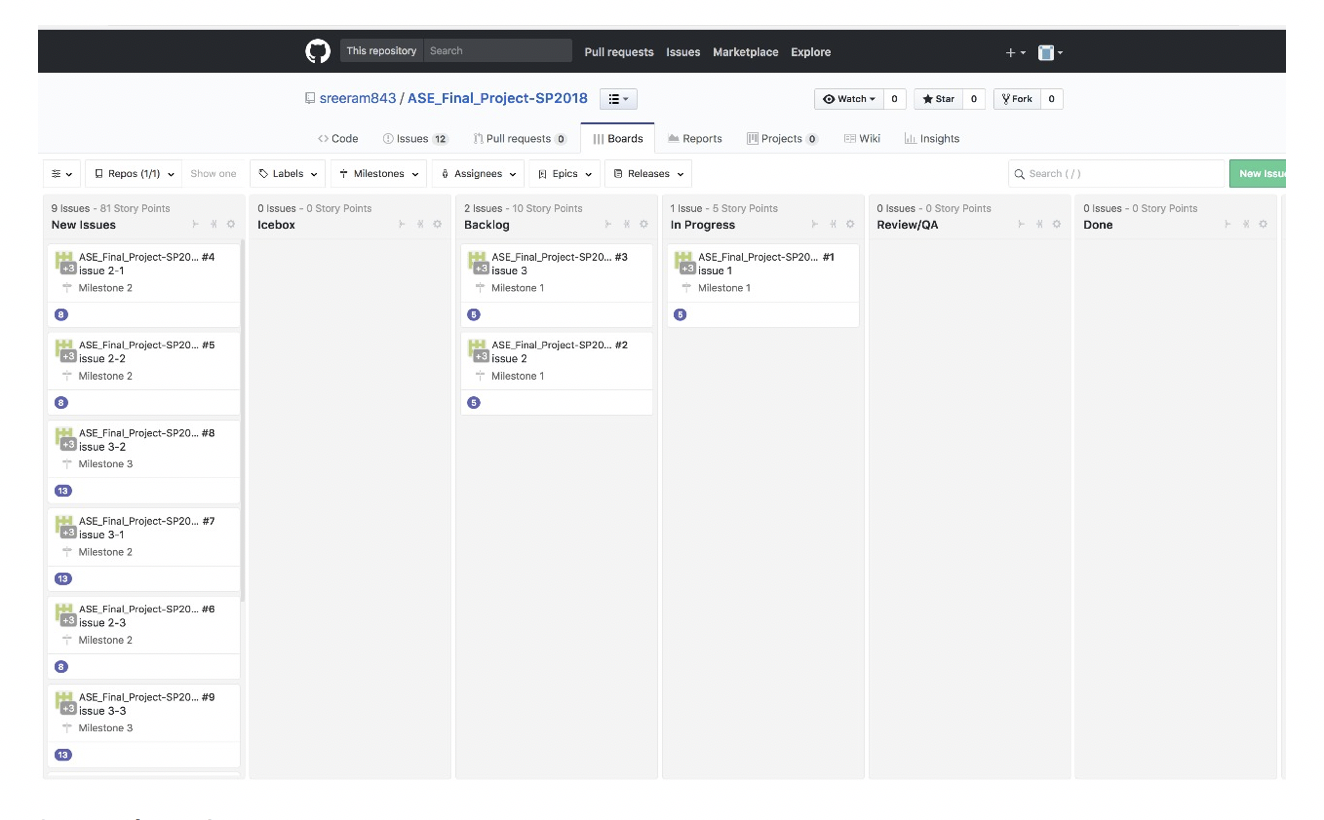 This repository Search Pull requests Issues Marketplace Explore
sreeram843 / ASE_Final_Project-SP2018 Watch 0 Star 0 Fork 0
Code Issues 12 Pull requests 0 Boards Reports Projects 0 Wiki Insights
Repos (1/1) Show one Labels Milestones Assignees Epics Releases Search ( / ) New Issu
9 Issues - 81 Story Points
New Issues
ASE_Final_Project-SP20... #4
+3 issue 2-1
Milestone 2
8
ASE_Final_Project-SP20... #5
+3 issue 2-2
Milestone 2
8
ASE_Final_Project-SP20... #8
+3 issue 3-2
Milestone 3
13
ASE_Final_Project-SP20... #7
+3 issue 3-1
Milestone 2
13
ASE_Final_Project-SP20... #6
+3 issue 2-3
Milestone 2
8
ASE_Final_Project-SP20... #9
+3 issue 3-3
Milestone 3
13
0 Issues - 0 Story Points
Icebox
2 Issues - 10 Story Points
Backlog
ASE_Final_Project-SP20... #3
+3 issue 3
Milestone 1
5
ASE_Final_Project-SP20... #2
+3 issue 2
Milestone 1
5
1 Issue - 5 Story Points
In Progress
ASE_Final_Project-SP20... #1
+3 issue 1
Milestone 1
5
0 Issues - 0 Story Points
Review/QA
0 Issues - 0 Story Points
Done